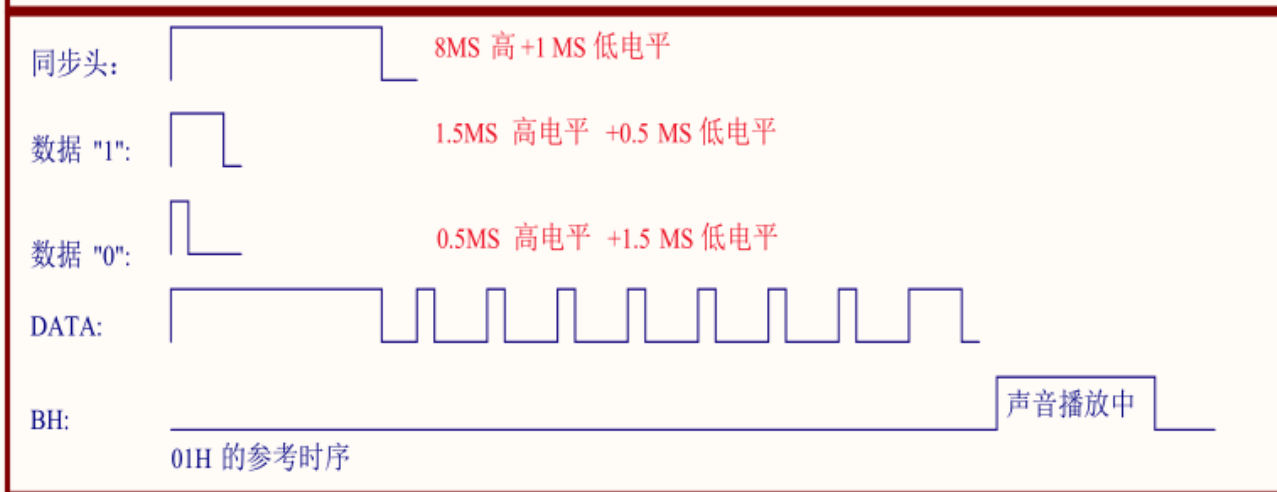 同步头: 8MS 高+1 MS 低电平
数据 "1": 1.5MS 高电平 +0.5 MS 低电平
数据 "0": 0.5MS 高电平 +1.5 MS 低电平
DATA:
BH: 声音播放中
01H 的参考时序